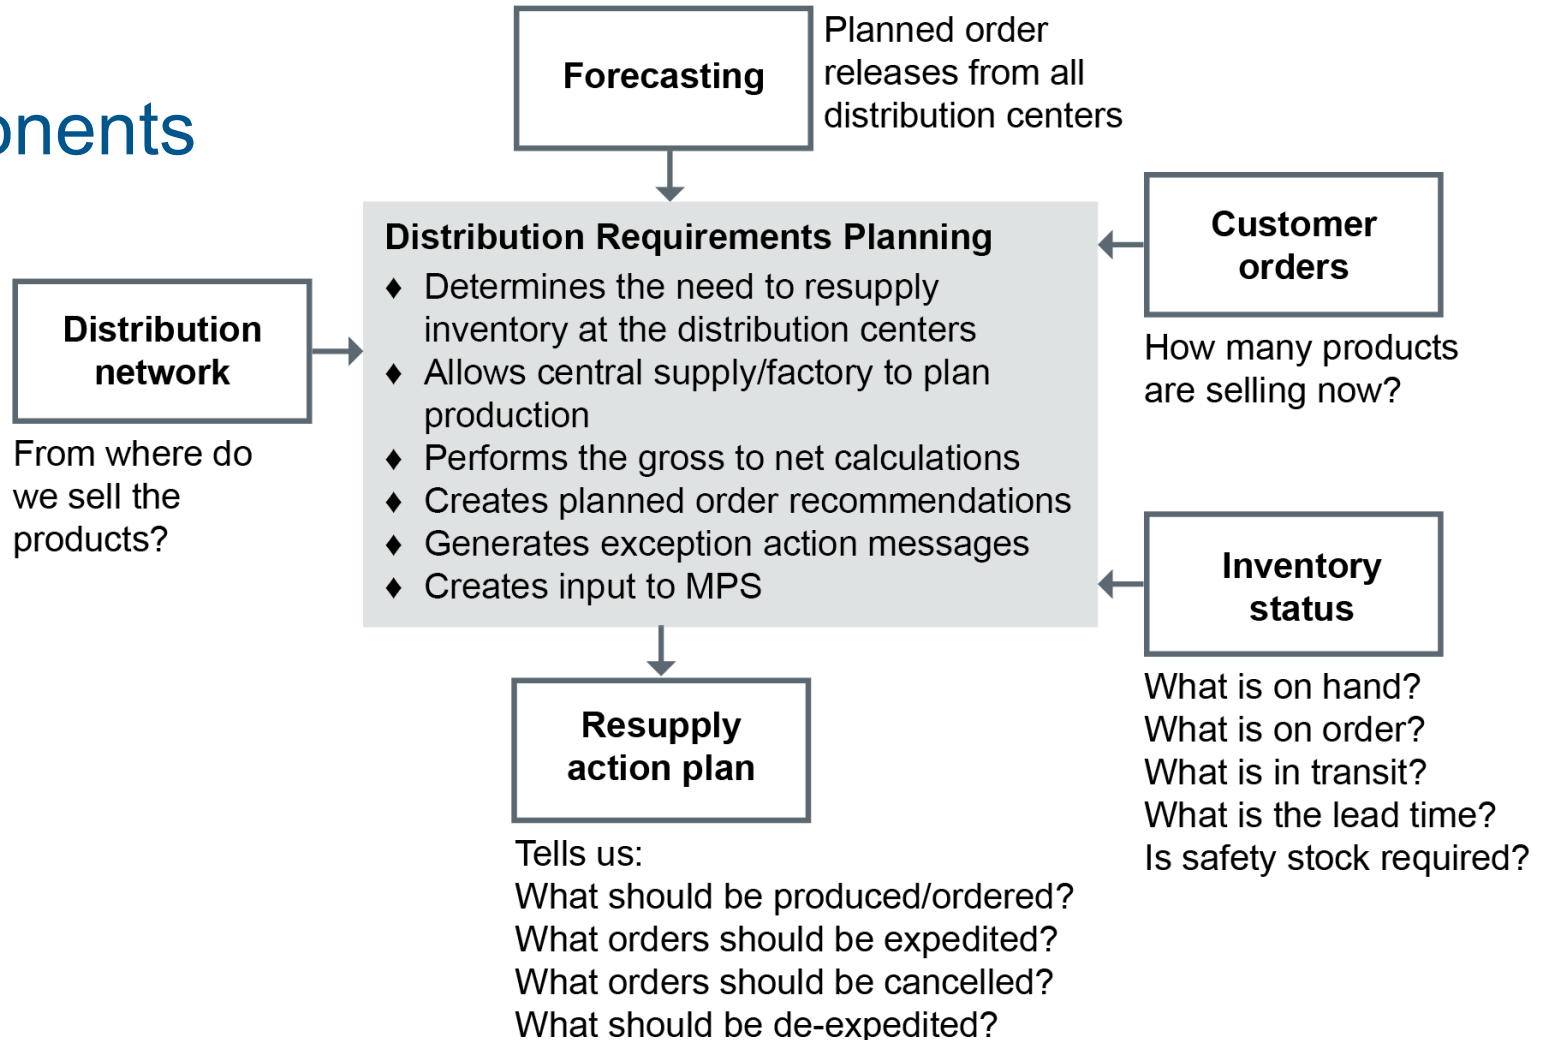 onents
Forecasting
Planned order
releases from all
distribution centers
Distribution Requirements Planning
♦ Determines the need to resupply
inventory at the distribution centers
♦ Allows central supply/factory to plan
production
♦ Performs the gross to net calculations
♦ Creates planned order recommendations
♦ Generates exception action messages
♦ Creates input to MPS
Customer
orders
How many products
are selling now?
Distribution
network
From where do
we sell the
products?
Inventory
status
What is on hand?
What is on order?
What is in transit?
What is the lead time?
Is safety stock required?
Resupply
action plan
Tells us:
What should be produced/ordered?
What orders should be expedited?
What orders should be cancelled?
What should be de-expedited?